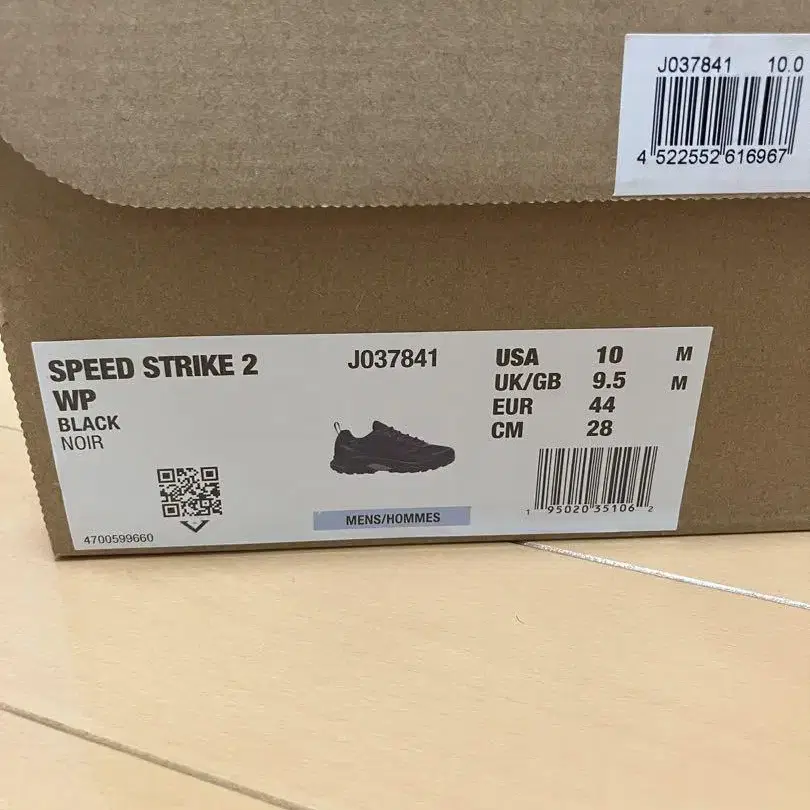 J037841 10.0
4 522552 616967
SPEED STRIKE 2
WP
BLACK
NOIR
J037841
USA 10 M
UK/GB 9.5 M
EUR 44
CM 28
MENS/HOMMES
1 95020 35106 2
4700599660